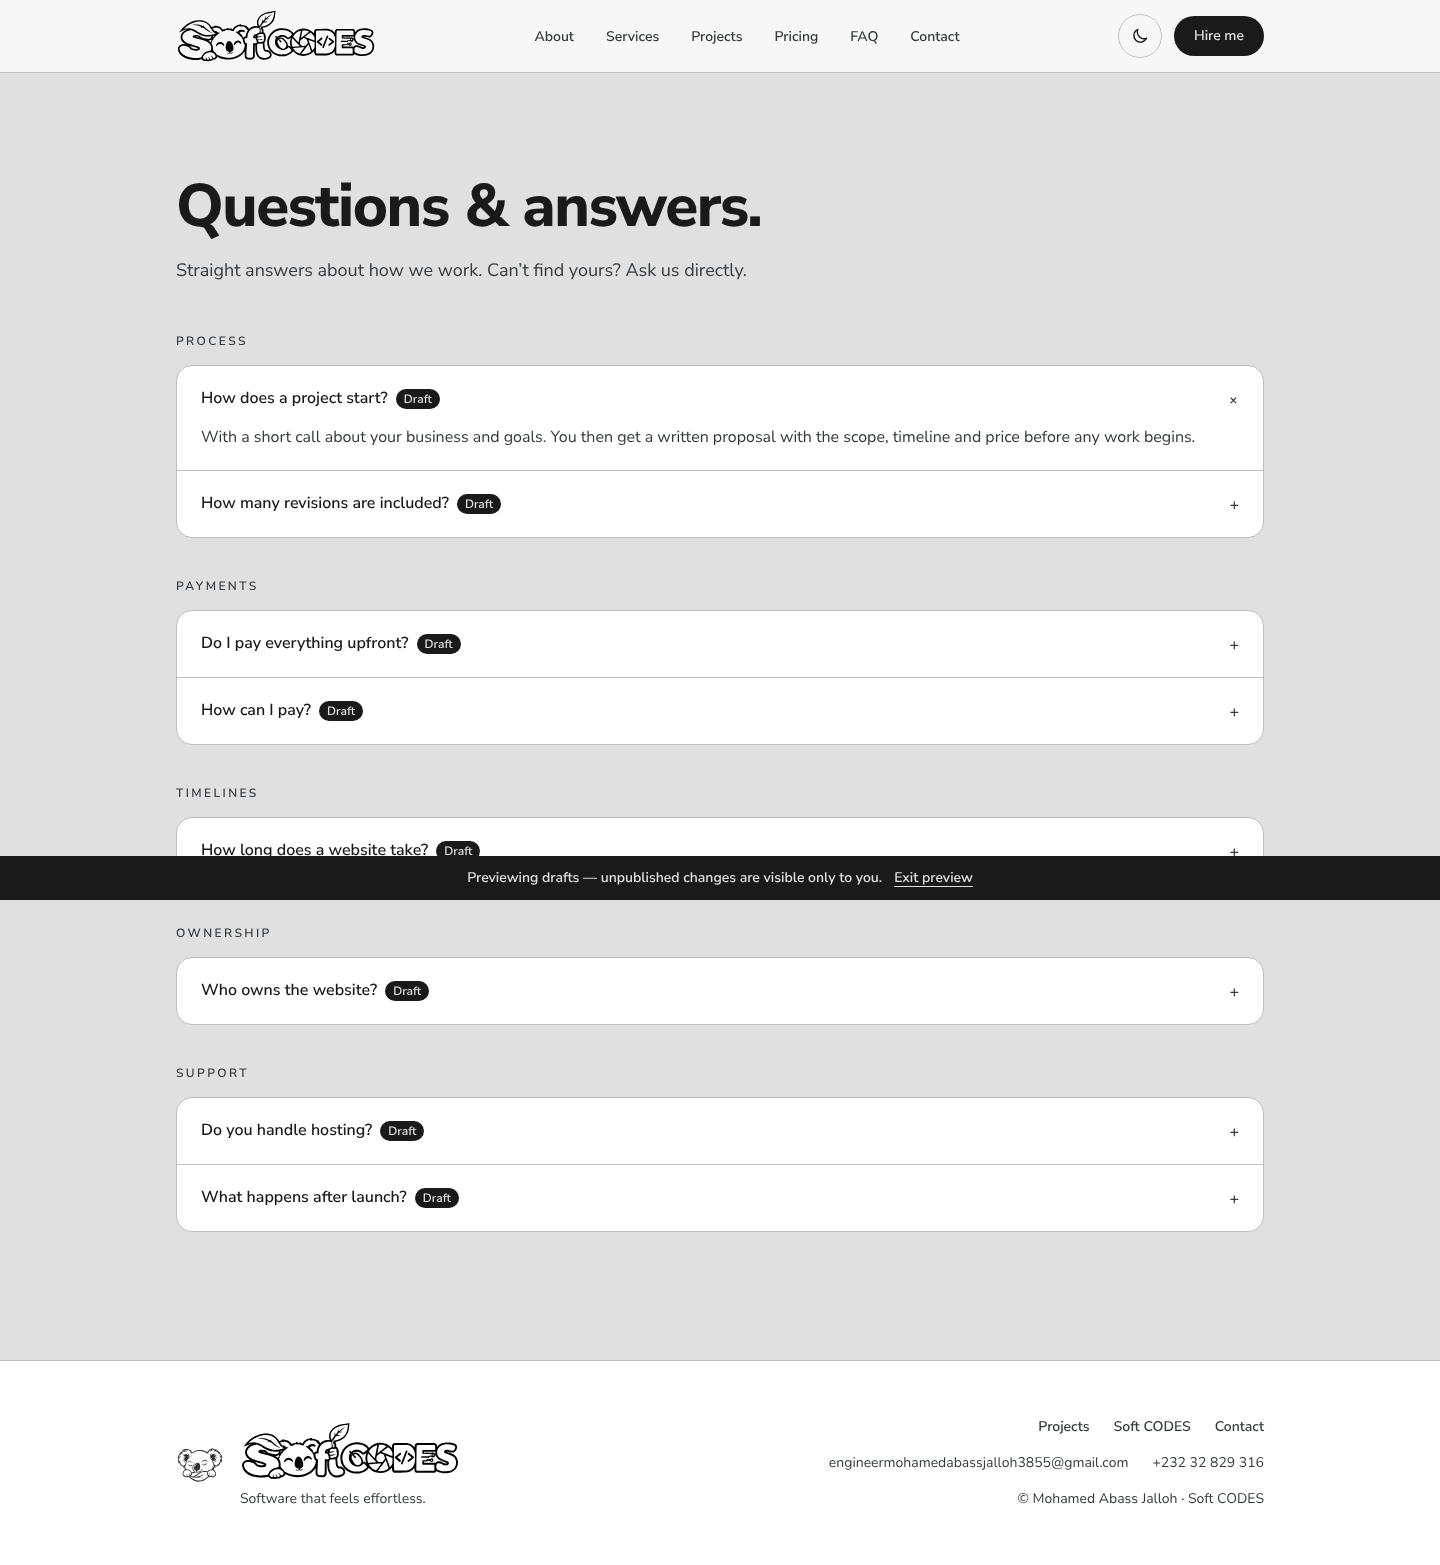 Soft CODES
About Services Projects Pricing FAQ Contact
Hire me
Questions & answers.
Straight answers about how we work. Can’t find yours? Ask us directly.
PROCESS
How does a project start? Draft ×
With a short call about your business and goals. You then get a written proposal with the scope, timeline and price before any work begins.
How many revisions are included? Draft +
PAYMENTS
Do I pay everything upfront? Draft +
How can I pay? Draft +
TIMELINES
How long does a website take? Draft +
Previewing drafts — unpublished changes are visible only to you. Exit preview
OWNERSHIP
Who owns the website? Draft +
SUPPORT
Do you handle hosting? Draft +
What happens after launch? Draft +
Soft CODES
Software that feels effortless.
Projects Soft CODES Contact
engineermohamedabassjalloh3855@gmail.com +232 32 829 316
© Mohamed Abass Jalloh · Soft CODES